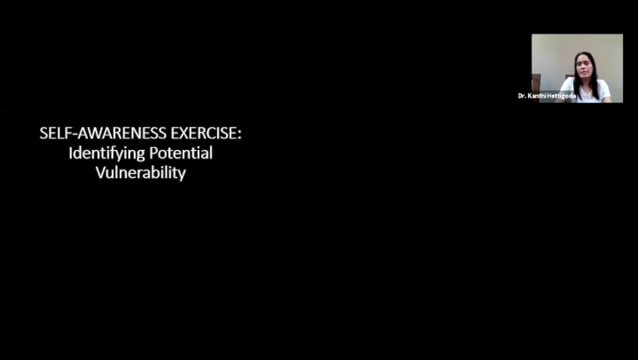 SELF-AWARENESS EXERCISE:
Identifying Potential
Vulnerability
Dr. Kanthi Hettigoda